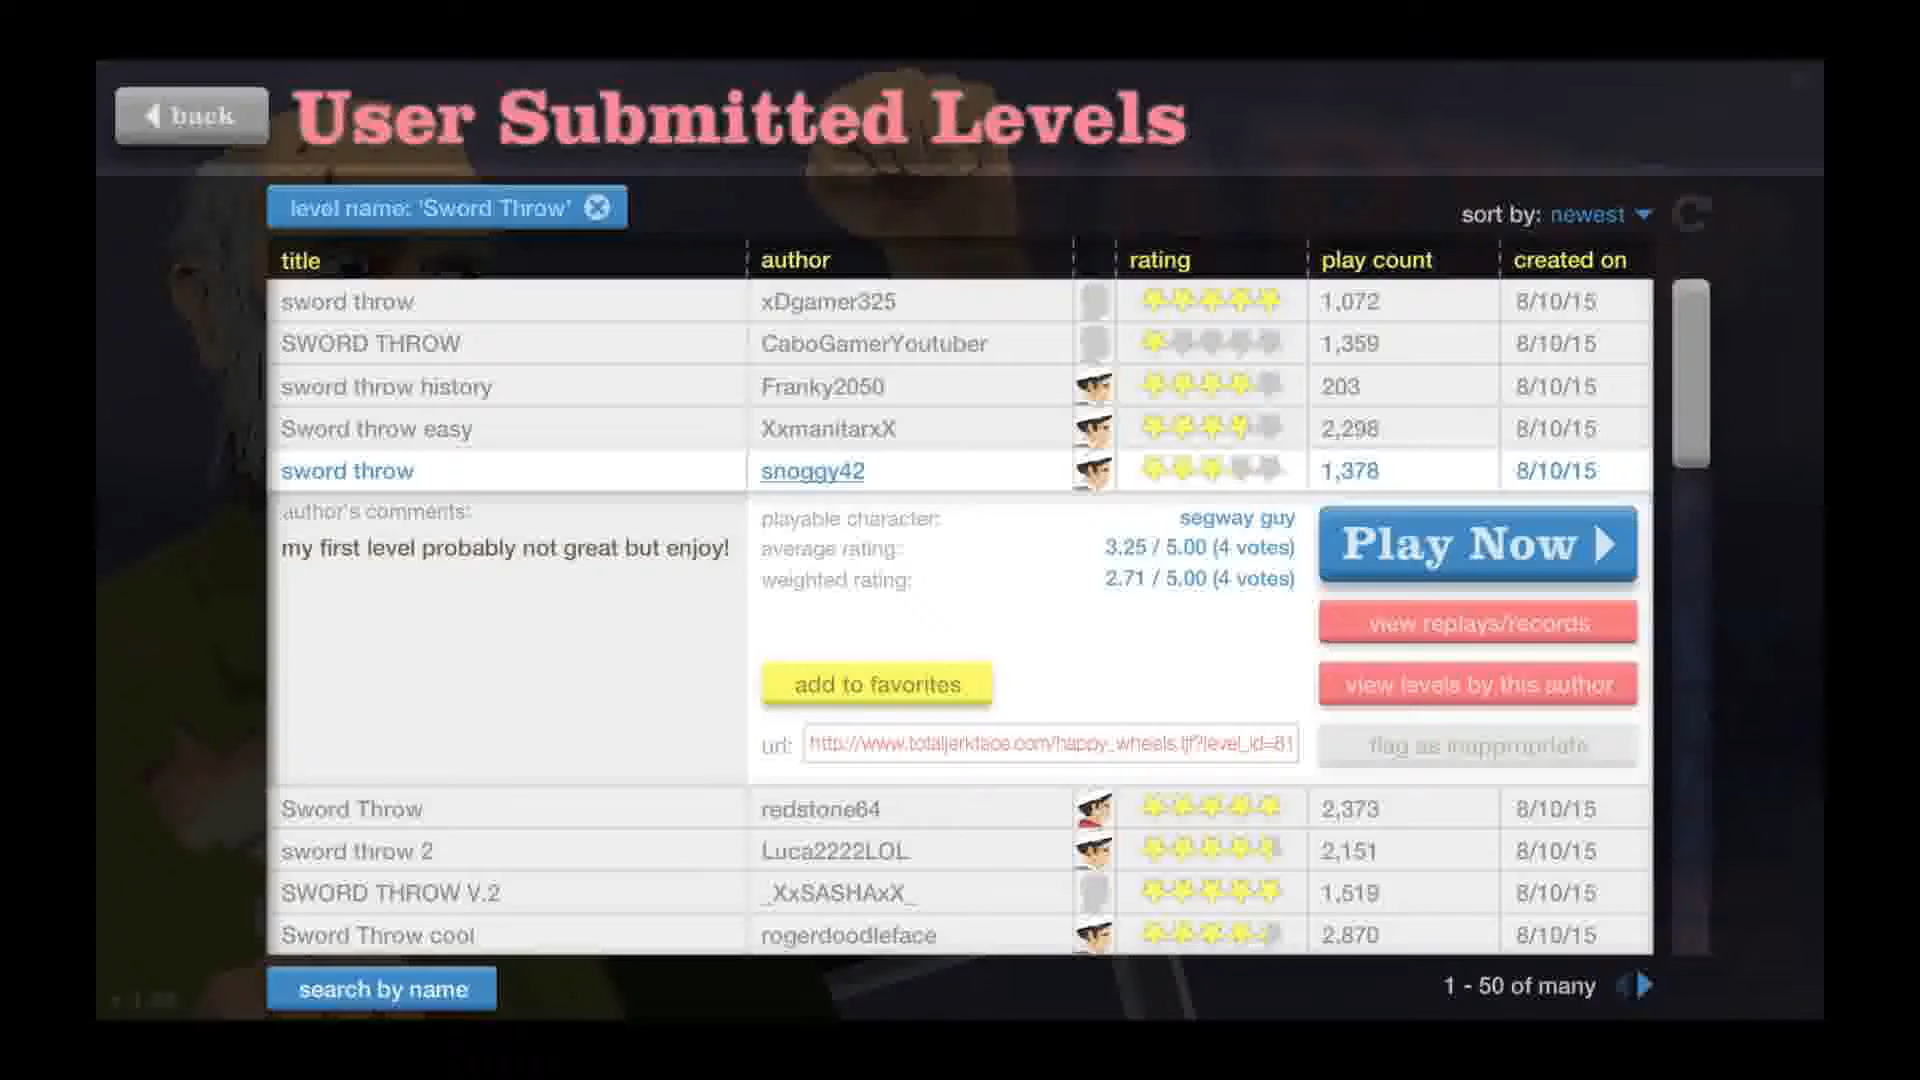 back
User Submitted Levels
level name: 'Sword Throw'
sort by: newest
title author rating play count created on
sword throw xDgamer325 1,072 8/10/15
SWORD THROW CaboGamerYoutuber 1,359 8/10/15
sword throw history Franky2050 203 8/10/15
Sword throw easy XxmanitarxX 2,298 8/10/15
sword throw snoggy42 1,378 8/10/15
author's comments:
my first level probably not great but enjoy!
playable character: segway guy
average rating: 3.25 / 5.00 (4 votes)
weighted rating: 2.71 / 5.00 (4 votes)
Play Now
view replays/records
add to favorites
view levels by this author
url: http://www.totaljerkface.com/happy_wheels.tjf?level_id=81
flag as inappropriate
Sword Throw redstone64 2,373 8/10/15
sword throw 2 Luca2222LOL 2,151 8/10/15
SWORD THROW V.2 _XxSASHAxX_ 1,519 8/10/15
Sword Throw cool rogerdoodleface 2,870 8/10/15
search by name
1 - 50 of many